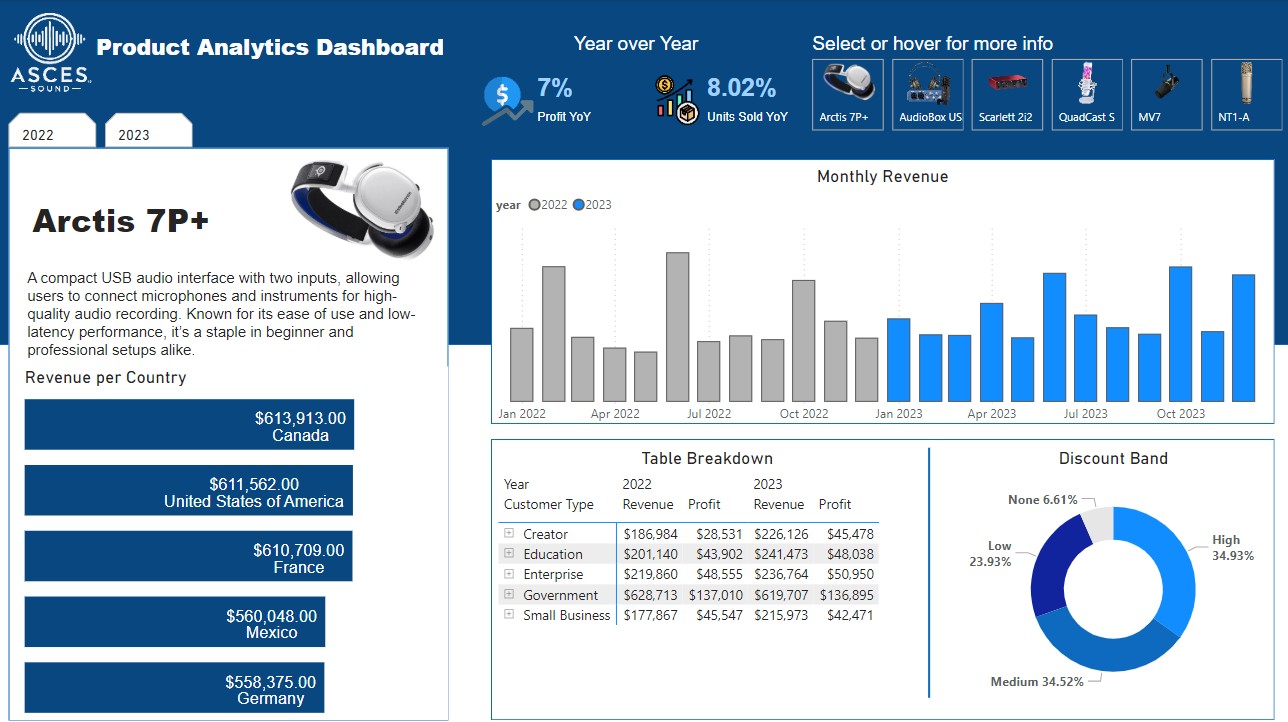 ASCES
SOUND
Product Analytics Dashboard
Year over Year
7%
Profit YoY
8.02%
Units Sold YoY
Select or hover for more info
Arctis 7P+
AudioBox US
Scarlett 2i2
QuadCast S
MV7
NT1-A
2022
2023
Arctis 7P+
A compact USB audio interface with two inputs, allowing
users to connect microphones and instruments for high-
quality audio recording. Known for its ease of use and low-
latency performance, it's a staple in beginner and
professional setups alike.
Revenue per Country
$613,913.00
Canada
$611,562.00
United States of America
$610,709.00
France
$560,048.00
Mexico
$558,375.00
Germany
Monthly Revenue
year 2022 2023
Jan 2022 Apr 2022 Jul 2022 Oct 2022 Jan 2023 Apr 2023 Jul 2023 Oct 2023
Table Breakdown
Year 2022 2023
Customer Type Revenue Profit Revenue Profit
Creator $186,984 $28,531 $226,126 $45,478
Education $201,140 $43,902 $241,473 $48,038
Enterprise $219,860 $48,555 $236,764 $50,950
Government $628,713 $137,010 $619,707 $136,895
Small Business $177,867 $45,547 $215,973 $42,471
Discount Band
None 6.61%
High
34.93%
Low
23.93%
Medium 34.52%